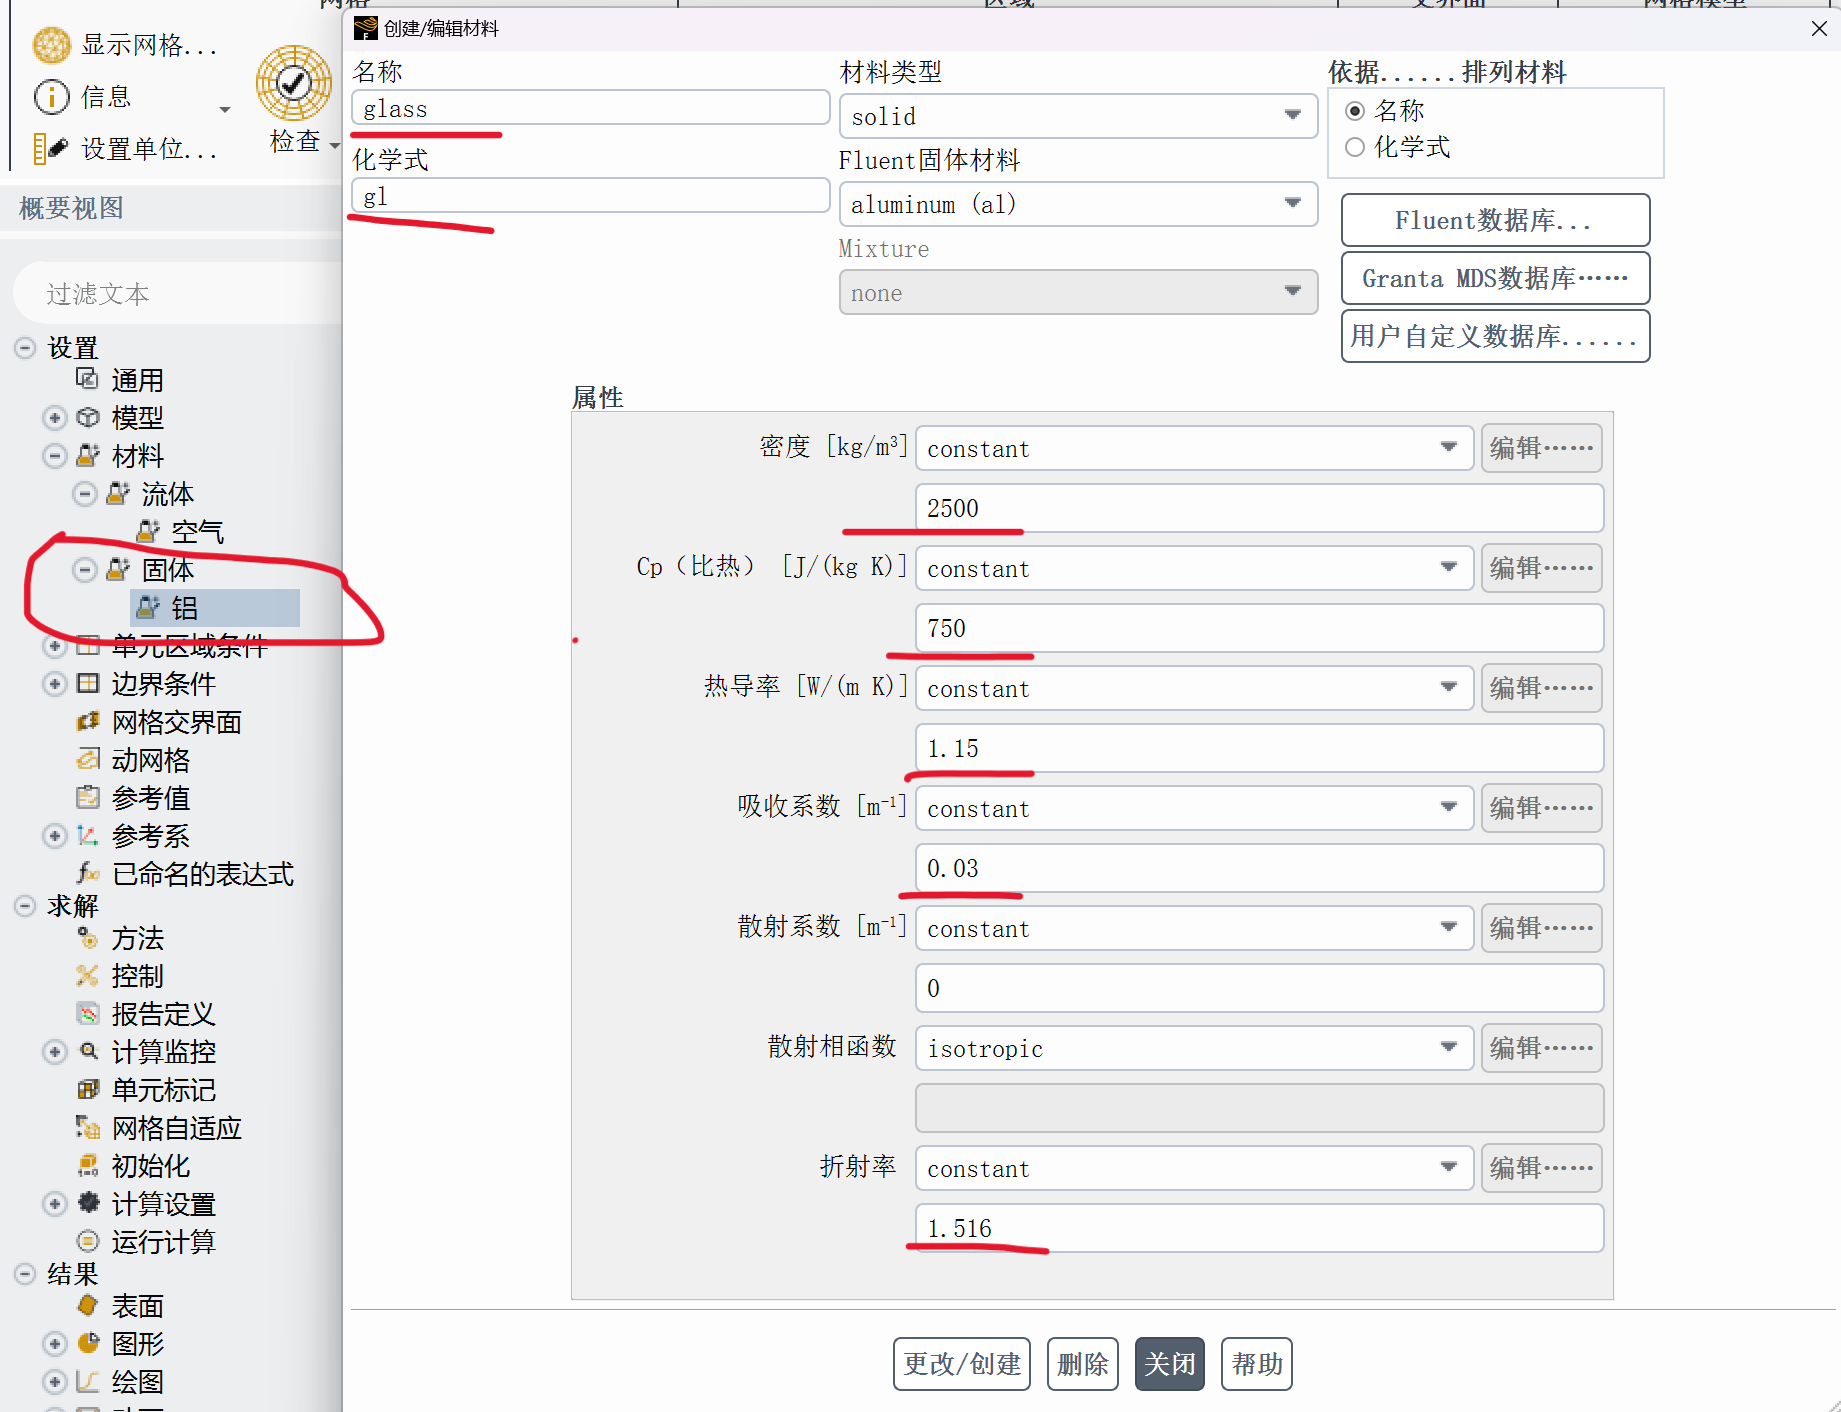 显示网格...
信息
设置单位...
检查
概要视图
过滤文本
设置
通用
模型
材料
流体
空气
固体
铝
单元区域条件
边界条件
网格交界面
动网格
参考值
参考系
已命名的表达式
求解
方法
控制
报告定义
计算监控
单元标记
网格自适应
初始化
计算设置
运行计算
结果
表面
图形
绘图
创建/编辑材料
名称
glass
化学式
gl
材料类型
solid
Fluent固体材料
aluminum (al)
Mixture
none
依据......排列材料
名称
化学式
Fluent数据库...
Granta MDS数据库……
用户自定义数据库......
属性
密度 [kg/m³] constant 编辑……
2500
Cp（比热） [J/(kg K)] constant 编辑……
750
热导率 [W/(m K)] constant 编辑……
1.15
吸收系数 [m⁻¹] constant 编辑……
0.03
散射系数 [m⁻¹] constant 编辑……
0
散射相函数 isotropic 编辑……
折射率 constant 编辑……
1.516
更改/创建 删除 关闭 帮助